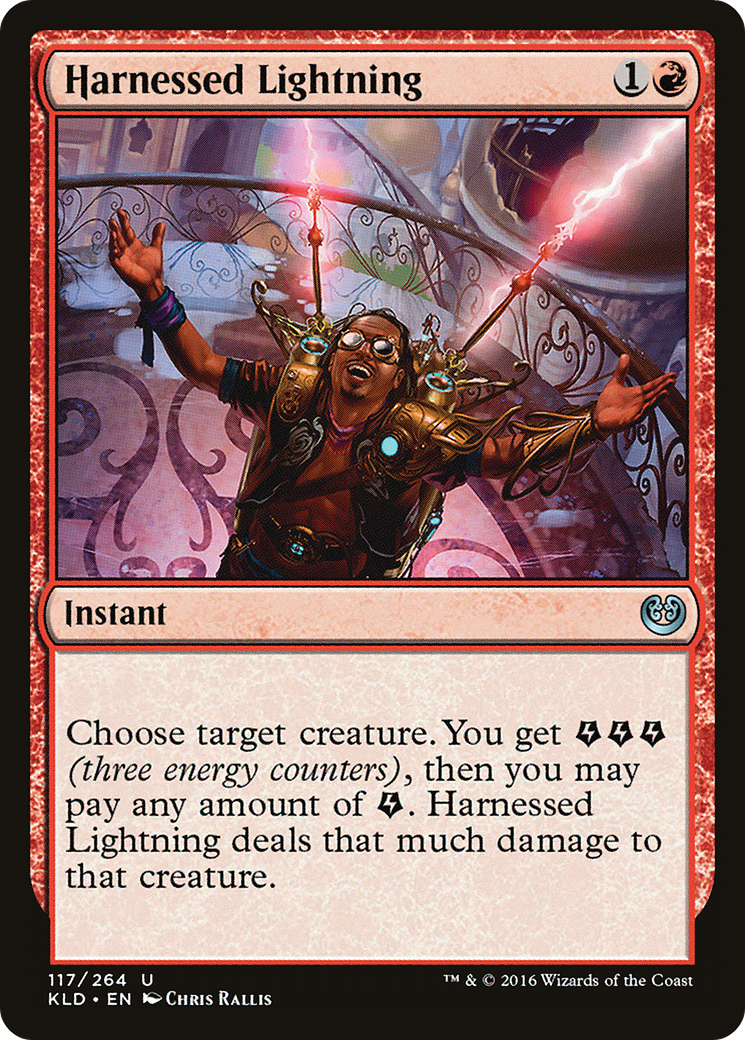 Harnessed Lightning 1
Instant
Choose target creature. You get
(three energy counters), then you may
pay any amount of . Harnessed
Lightning deals that much damage to
that creature.
117/264 U
™ & © 2016 Wizards of the Coast
KLD • EN Chris Rallis